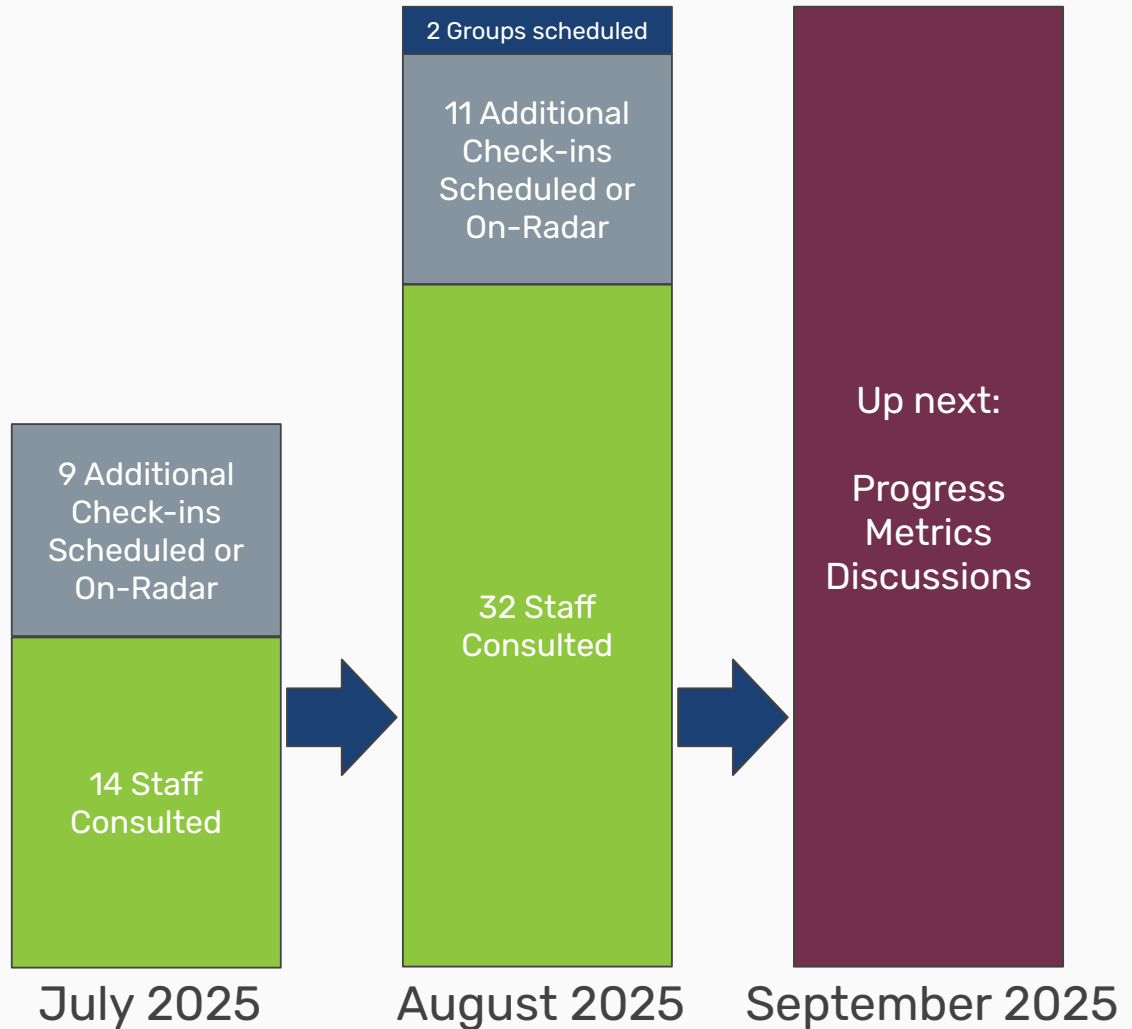 2 Groups scheduled
11 Additional
Check-ins
Scheduled or
On-Radar
32 Staff
Consulted
9 Additional
Check-ins
Scheduled or
On-Radar
14 Staff
Consulted
Up next:
Progress
Metrics
Discussions
July 2025
August 2025
September 2025